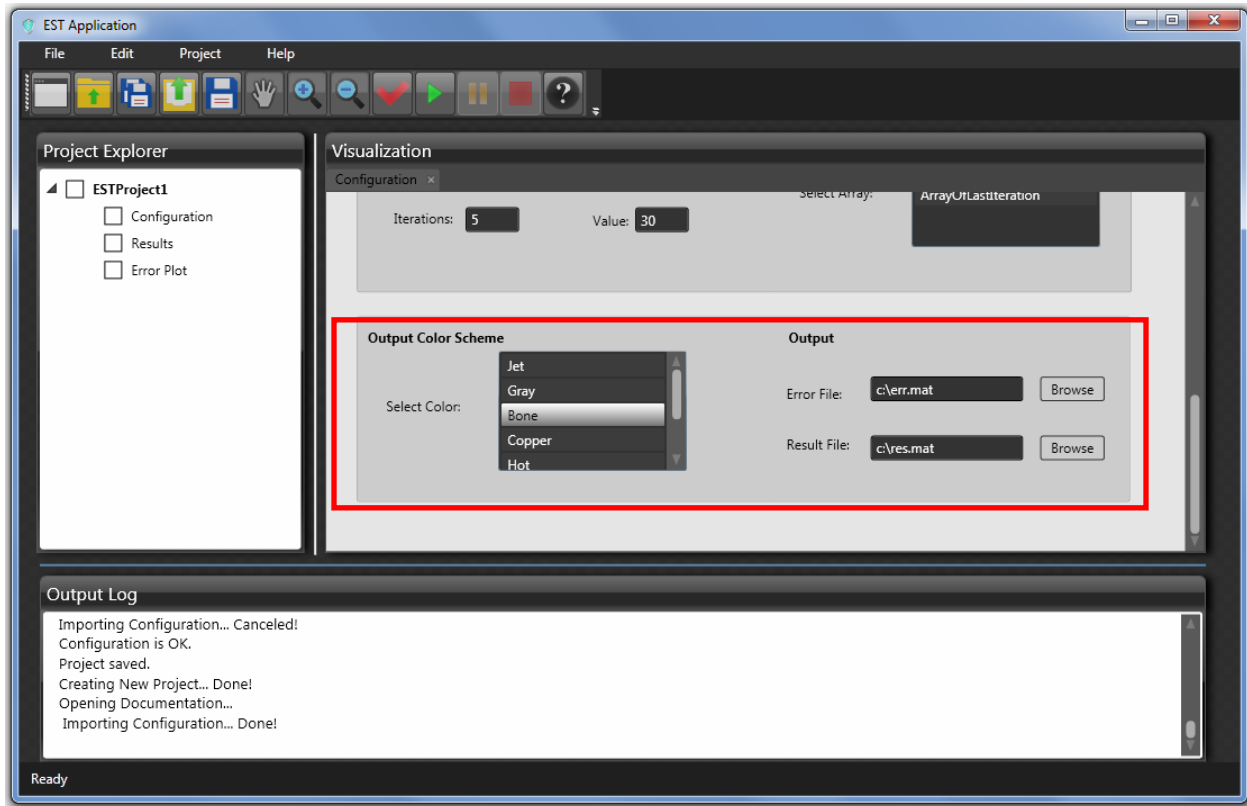 EST Application
File Edit Project Help
?
Project Explorer
ESTProject1
Configuration
Results
Error Plot
Visualization
Configuration ×
Select Array: ArrayOfLastIteration
Iterations: 5 Value: 30
Output Color Scheme
Select Color:
Jet
Gray
Bone
Copper
Hot
Output
Error File: c:\err.mat Browse
Result File: c:\res.mat Browse
Output Log
Importing Configuration... Canceled!
Configuration is OK.
Project saved.
Creating New Project... Done!
Opening Documentation...
Importing Configuration... Done!
Ready